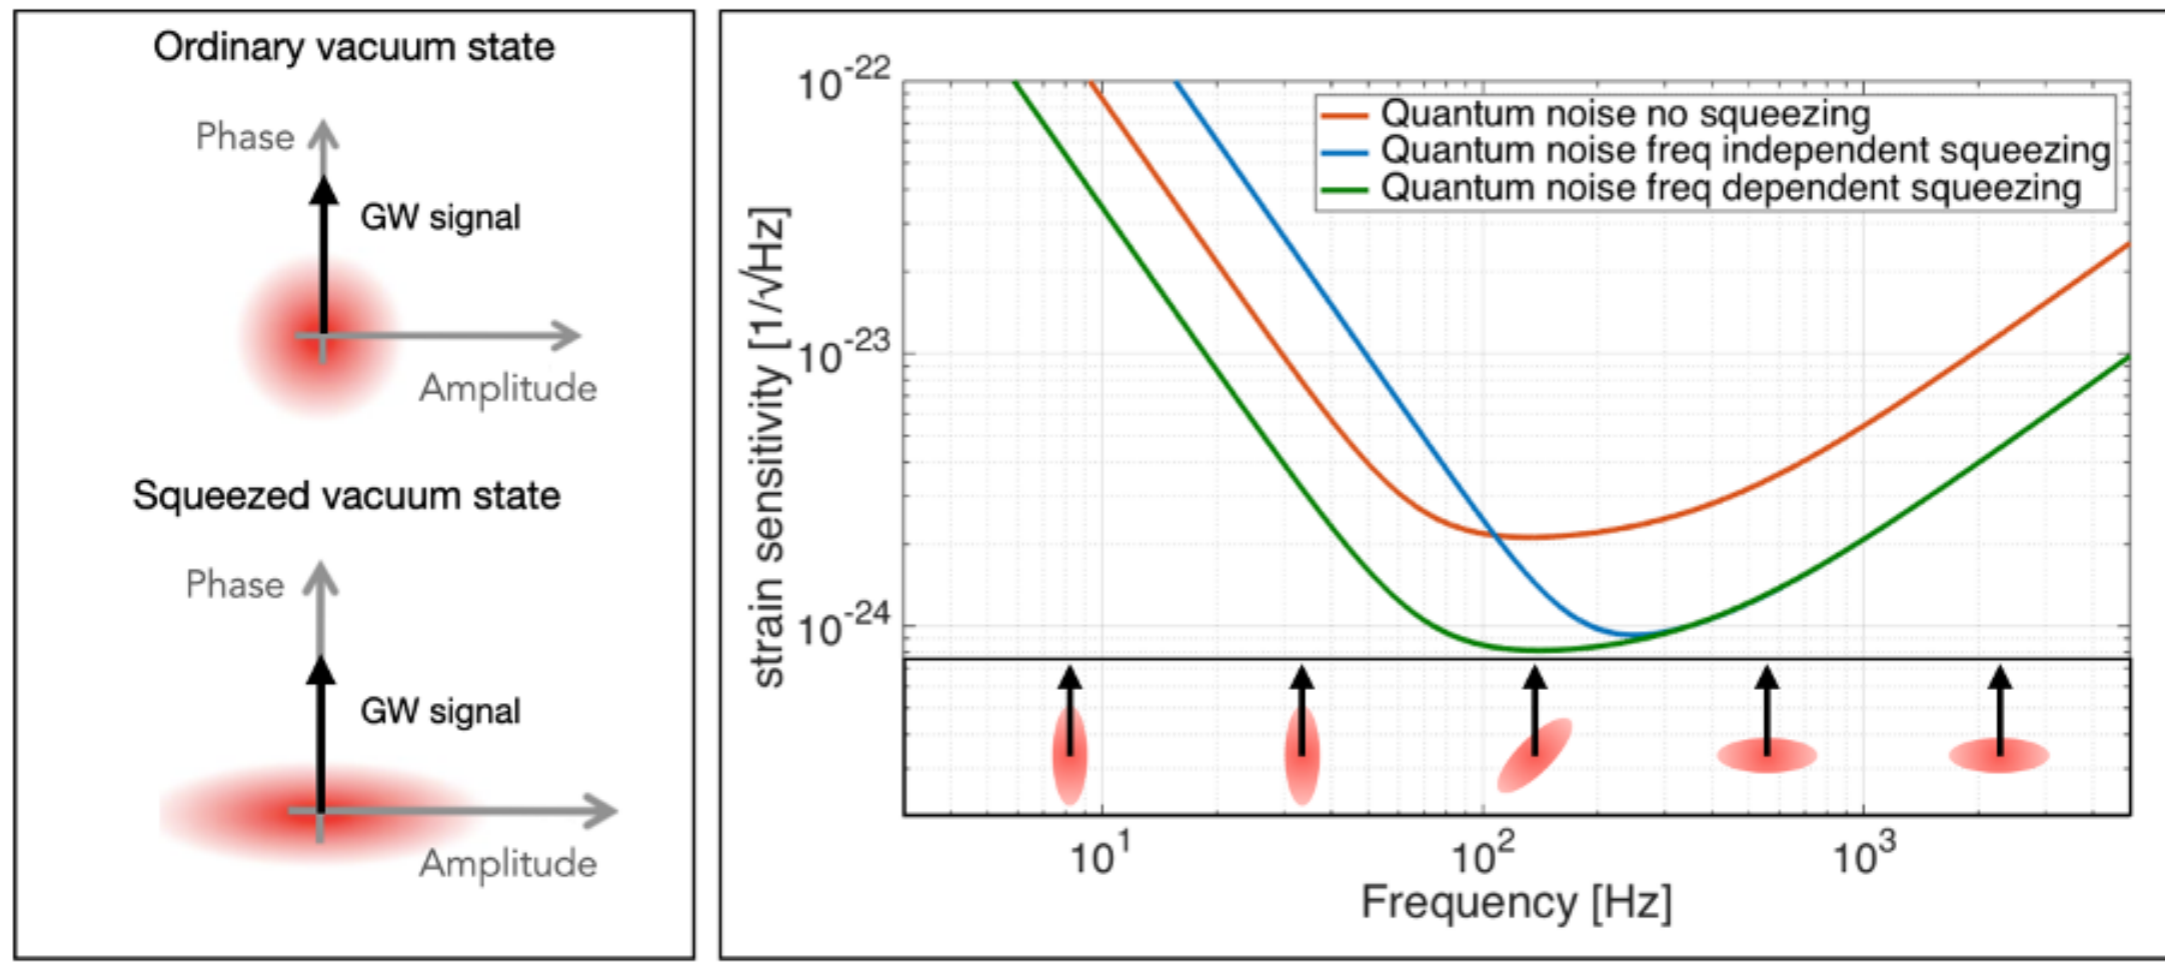 Ordinary vacuum state
Phase
GW signal
Amplitude
Squeezed vacuum state
Phase
GW signal
Amplitude
strain sensitivity [1/√Hz]
10⁻²²
10⁻²³
10⁻²⁴
Quantum noise no squeezing
Quantum noise freq independent squeezing
Quantum noise freq dependent squeezing
10¹
10²
10³
Frequency [Hz]